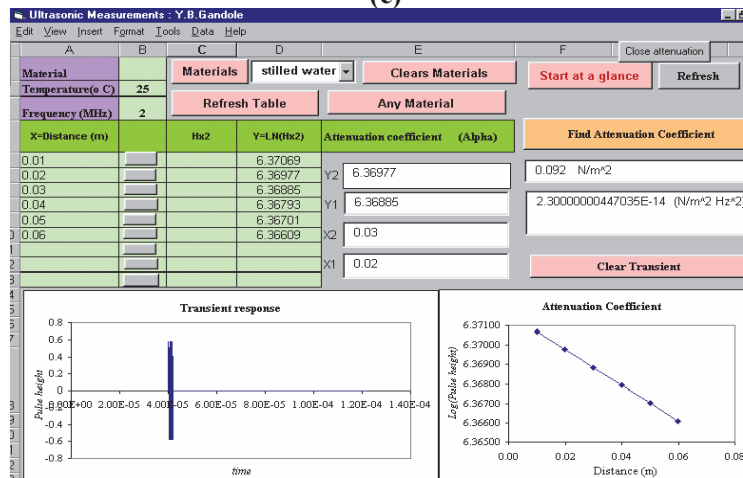 (c)
Ultrasonic Measurements : Y.B.Gandole
Edit View Insert Format Tools Data Help
A B C D E F G
Close attenuation
Material
Materials stilled water Clears Materials Start at a glance Refresh
Temperature(o C) 25
Refresh Table Any Material
Frequency (MHz) 2
X=Distance (m) Hx2 Y=LN(Hx2) Attenuation coefficient (Alpha) Find Attenuation Coefficient
0.01 6.37069
0.02 6.36977
0.03 6.36885
0.04 6.36793
0.05 6.36701
0.06 6.36609
Y2 6.36977
Y1 6.36885
X2 0.03
X1 0.02
0.092 N/m^2
2.30000000447035E-14 (N/m^2 Hz^2)
Clear Transient
Transient response
Pulse height
0.8
0.6
0.4
0.2
0
-0.2
-0.4
-0.6
-0.8
0.00E+00 2.00E-05 4.00E-05 6.00E-05 8.00E-05 1.00E-04 1.20E-04 1.40E-04
time
Attenuation Coefficient
Log(Pulse height)
6.37100
6.37000
6.36900
6.36800
6.36700
6.36600
6.36500
0.00 0.02 0.04 0.06 0.08
Distance (m)